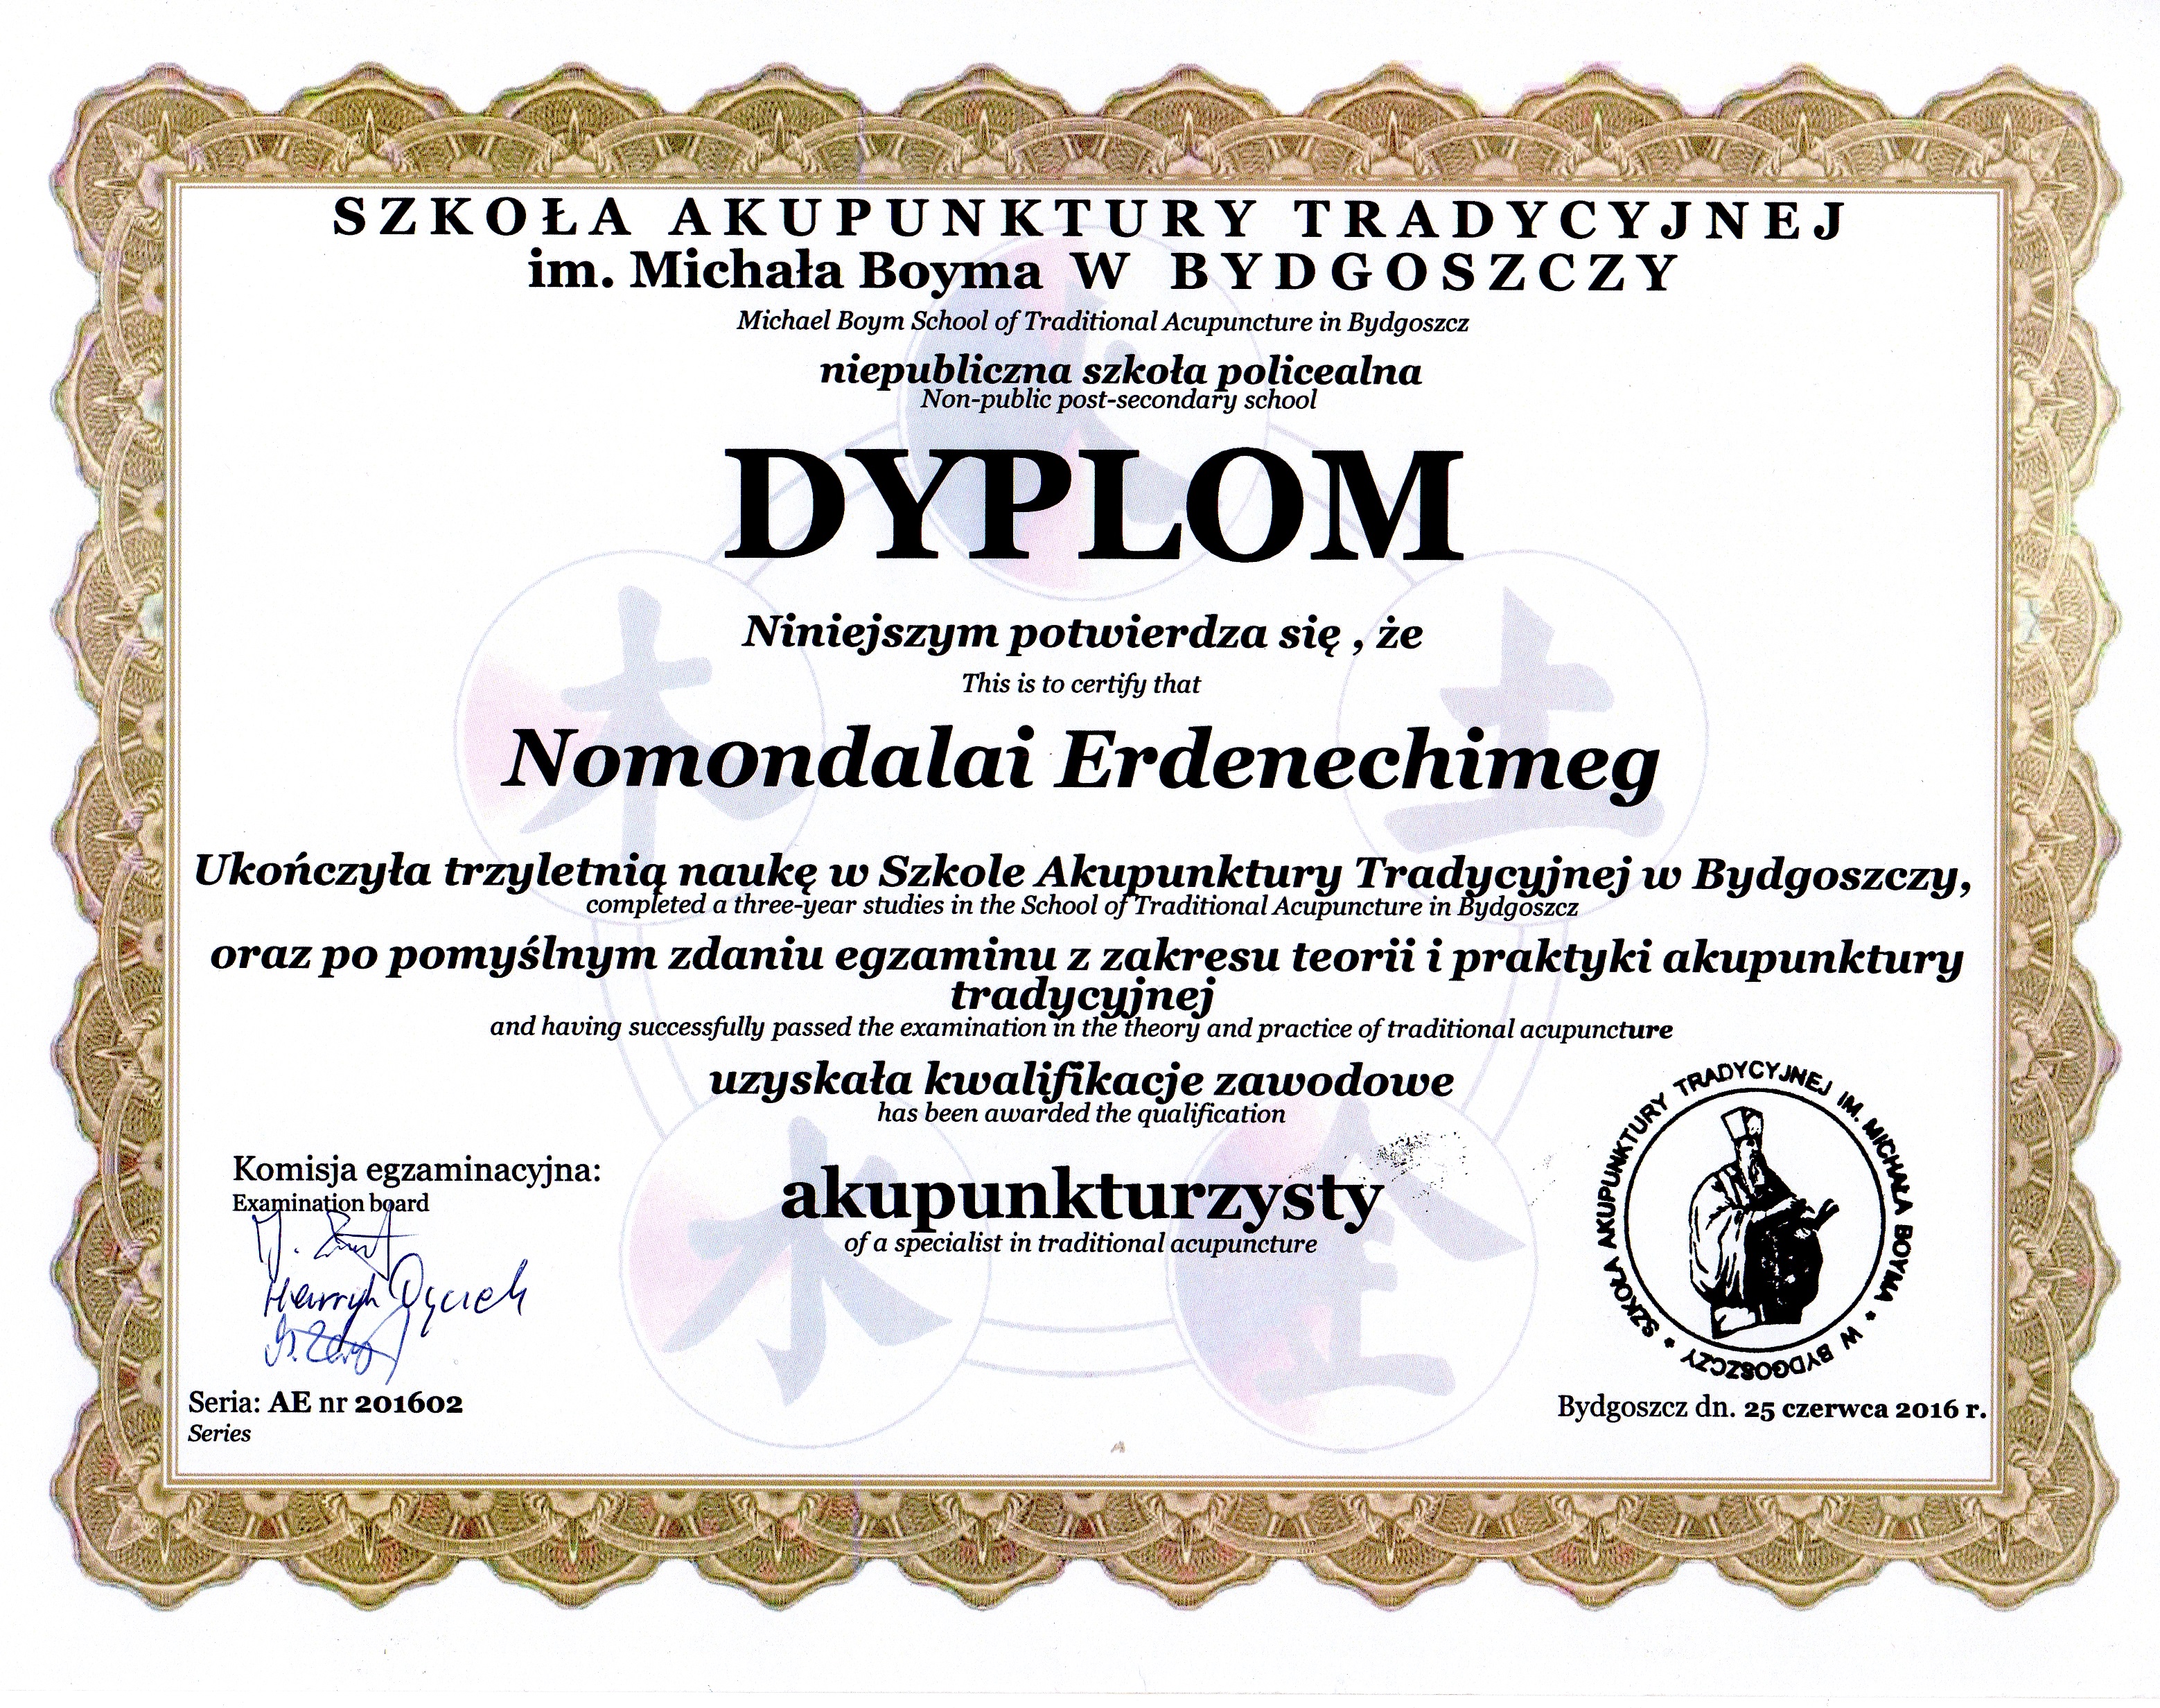 SZKOŁA AKUPUNKTURY TRADYCYJNEJ
im. Michała Boyma W BYDGOSZCZY
Michael Boym School of Traditional Acupuncture in Bydgoszcz
niepubliczna szkoła policealna
Non-public post-secondary school
DYPLOM
Niniejszym potwierdza się , że
This is to certify that
Nomondalai Erdenechimeg
Ukończyła trzyletnią naukę w Szkole Akupunktury Tradycyjnej w Bydgoszczy,
completed a three-year studies in the School of Traditional Acupuncture in Bydgoszcz
oraz po pomyślnym zdaniu egzaminu z zakresu teorii i praktyki akupunktury
tradycyjnej
and having successfully passed the examination in the theory and practice of traditional acupuncture
uzyskała kwalifikacje zawodowe
has been awarded the qualification
akupunkturzysty
of a specialist in traditional acupuncture
Komisja egzaminacyjna:
Examination board
Henryk
Seria: AE nr 201602
Series
SZKOŁA AKUPUNKTURY TRADYCYJNEJ IM. MICHAŁA BOYMA * W BYDGOSZCZY *
Bydgoszcz dn. 25 czerwca 2016 r.
火
木
土
水
金